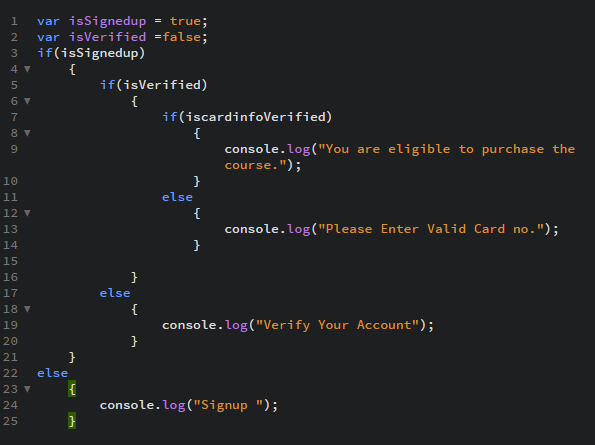 1 var isSignedup = true;
2 var isVerified =false;
3 if(isSignedup)
4 {
5 if(isVerified)
6 {
7 if(iscardinfoVerified)
8 {
9 console.log("You are eligible to purchase the
course.");
10 }
11 else
12 {
13 console.log("Please Enter Valid Card no.");
14 }
15
16 }
17 else
18 {
19 console.log("Verify Your Account");
20 }
21 }
22 else
23 {
24 console.log("Signup ");
25 }